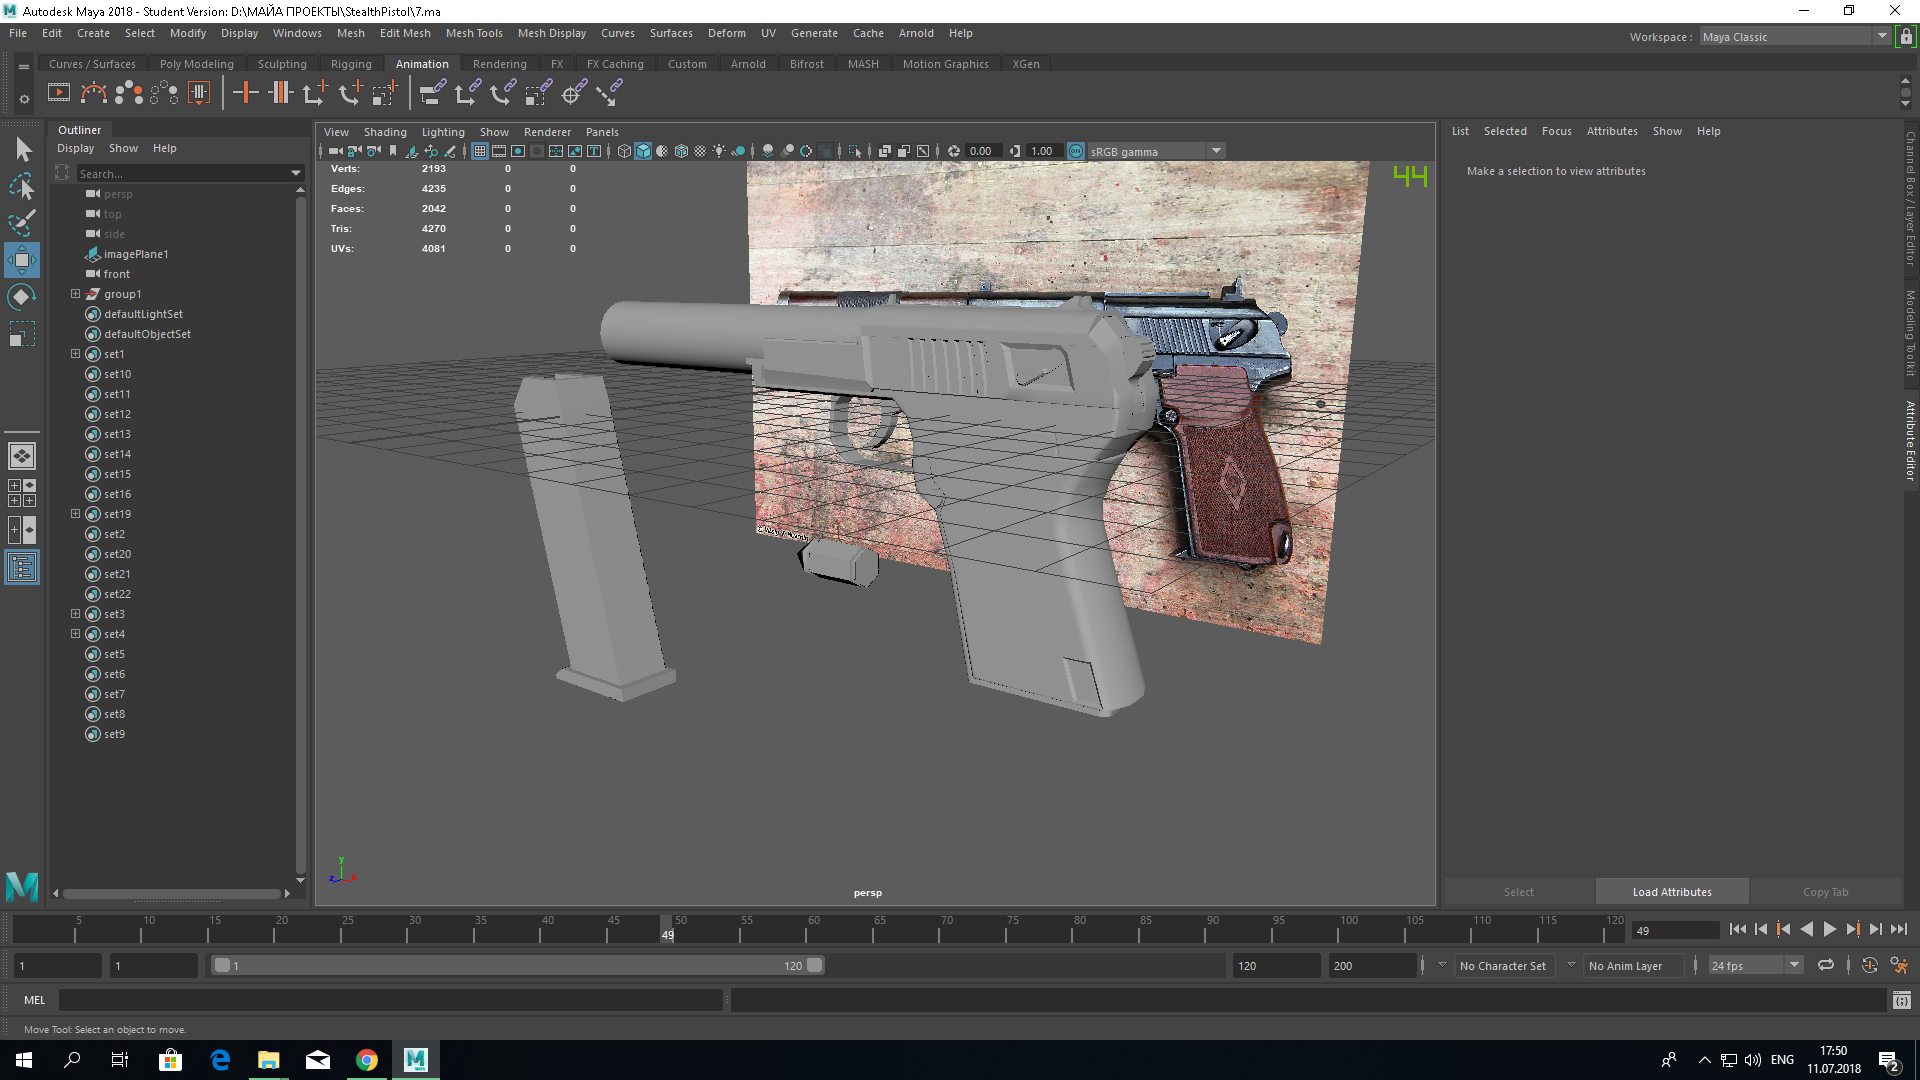 Autodesk Maya 2018 - Student Version: D:\МАЙА ПРОЕКТЫ\StealthPistol\7.ma
File Edit Create Select Modify Display Windows Mesh Edit Mesh Mesh Tools Mesh Display Curves Surfaces Deform UV Generate Cache Arnold Help
Workspace : Maya Classic
Curves / Surfaces Poly Modeling Sculpting Rigging Animation Rendering FX FX Caching Custom Arnold Bifrost MASH Motion Graphics XGen
Outliner
Display Show Help
Search...
persp
top
side
imagePlane1
front
group1
defaultLightSet
defaultObjectSet
set1
set10
set11
set12
set13
set14
set15
set16
set19
set2
set20
set21
set22
set3
set4
set5
set6
set7
set8
set9
View Shading Lighting Show Renderer Panels
0.00 1.00 ON sRGB gamma
Verts: 2193 0 0
Edges: 4235 0 0
Faces: 2042 0 0
Tris: 4270 0 0
UVs: 4081 0 0
44
y
z x
persp
List Selected Focus Attributes Show Help
Make a selection to view attributes
Channel Box / Layer Editor
Modeling Toolkit
Attribute Editor
Select Load Attributes Copy Tab
5 10 15 20 25 30 35 40 45 50 55 60 65 70 75 80 85 90 95 100 105 110 115 120
49
49
1 1 1 120 120 200 No Character Set No Anim Layer 24 fps
MEL
Move Tool: Select an object to move.
ENG
17:50
11.07.2018
2